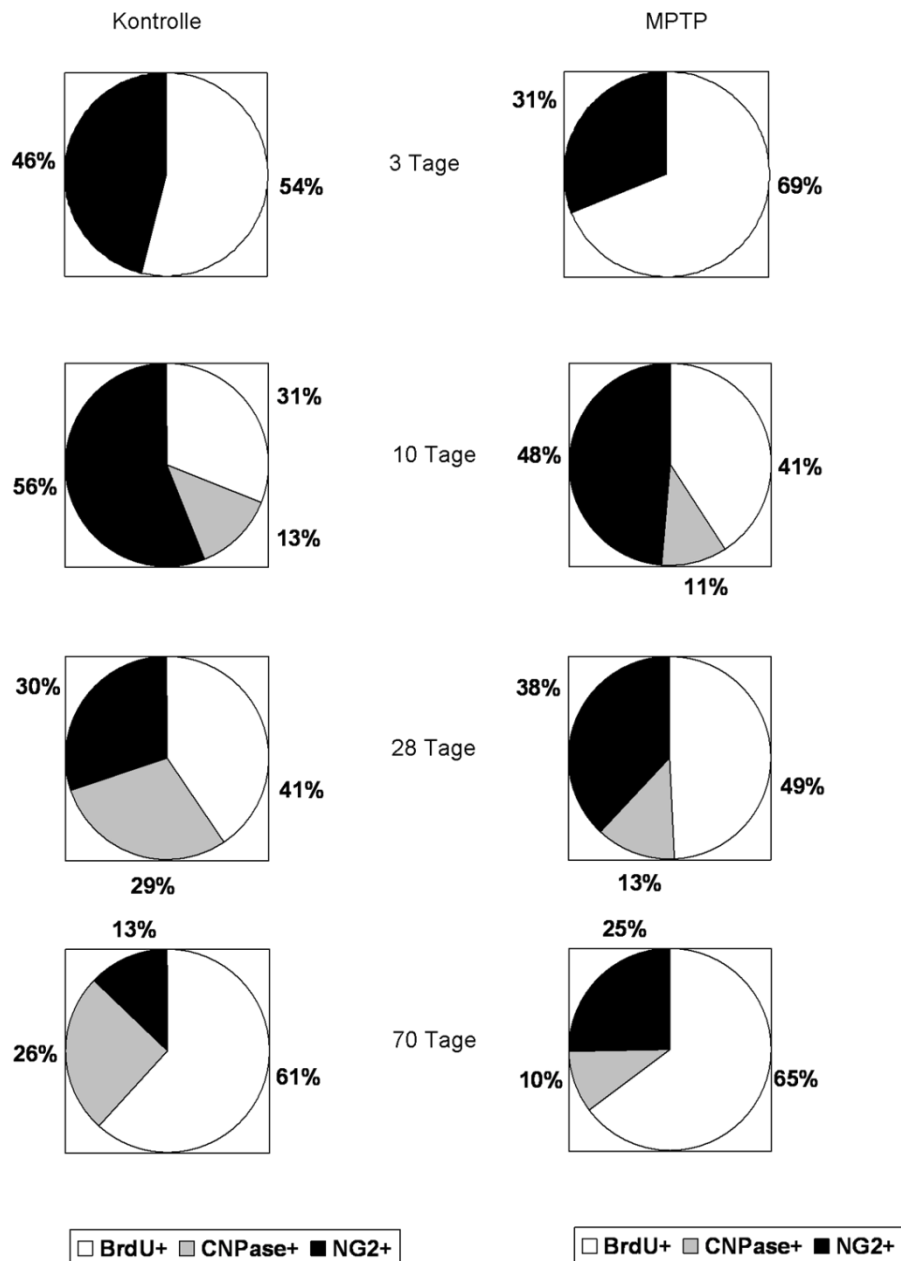 Kontrolle
MPTP
46%
54%
3 Tage
31%
69%
31%
56%
13%
10 Tage
48%
41%
11%
30%
41%
29%
28 Tage
38%
49%
13%
13%
26%
61%
70 Tage
25%
10%
65%
BrdU+ CNPase+ NG2+
BrdU+ CNPase+ NG2+